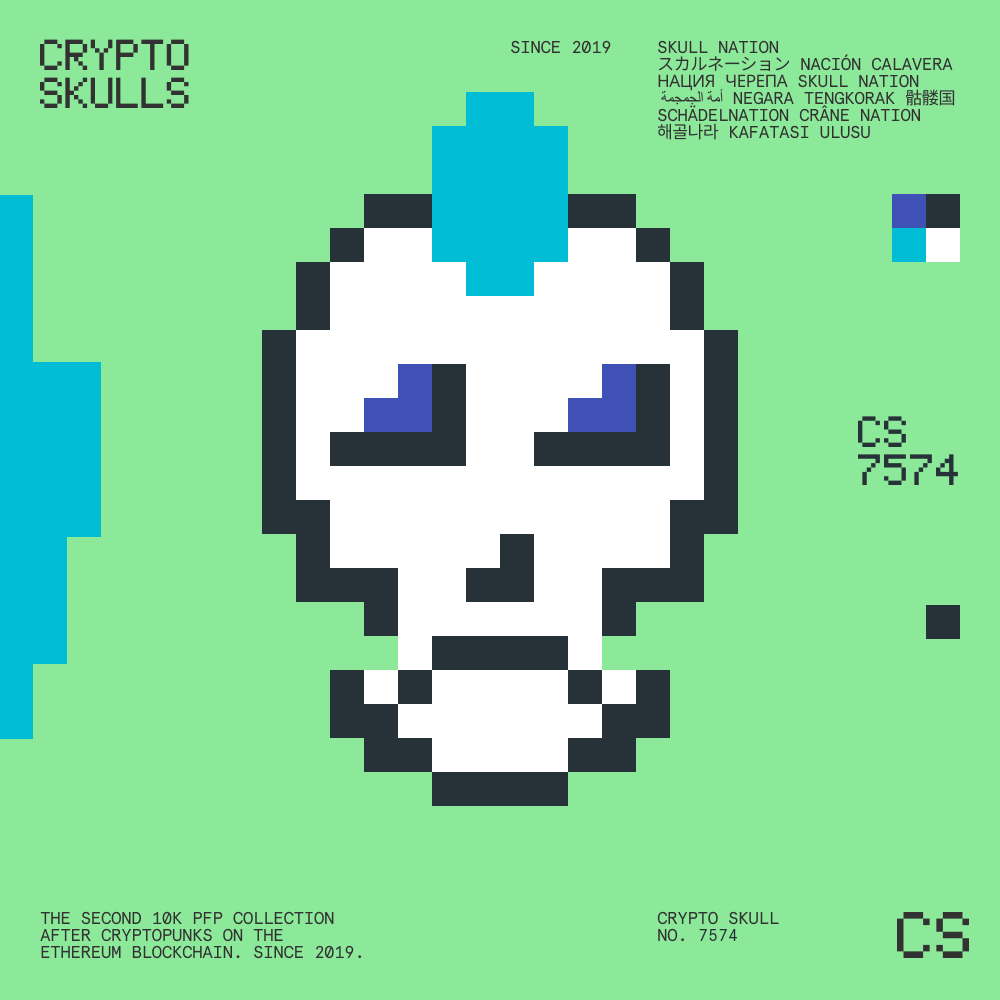 CRYPTO
SKULLS
SINCE 2019
SKULL NATION
スカルネーション NACIÓN CALAVERA
НАЦИЯ ЧЕРЕПА SKULL NATION
أمة الجمجمة NEGARA TENGKORAK 骷髅国
SCHÄDELNATION CRÂNE NATION
해골나라 KAFATASI ULUSU
CS
7574
THE SECOND 10K PFP COLLECTION
AFTER CRYPTOPUNKS ON THE
ETHEREUM BLOCKCHAIN. SINCE 2019.
CRYPTO SKULL
NO. 7574
CS